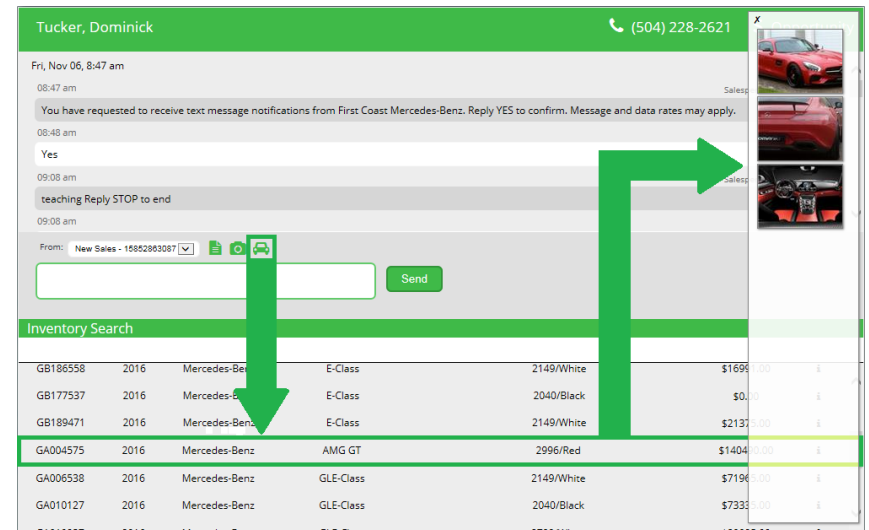 Tucker, Dominick (504) 228-2621
x
Fri, Nov 06, 8:47 am
08:47 am
You have requested to receive text message notifications from First Coast Mercedes-Benz. Reply YES to confirm. Message and data rates may apply.
08:48 am
Yes
09:08 am
teaching Reply STOP to end
09:08 am
From: New Sales - 15852863087
Send
Inventory Search
GB186558 2016 E-Class 2149/White
GB177537 2016 E-Class 2040/Black $0.
GB189471 2016 Mercedes-Benz E-Class 2149/White
GA004575 2016 Mercedes-Benz AMG GT 2996/Red
GA006538 2016 Mercedes-Benz GLE-Class 2149/White
GA010127 2016 Mercedes-Benz GLE-Class 2040/Black